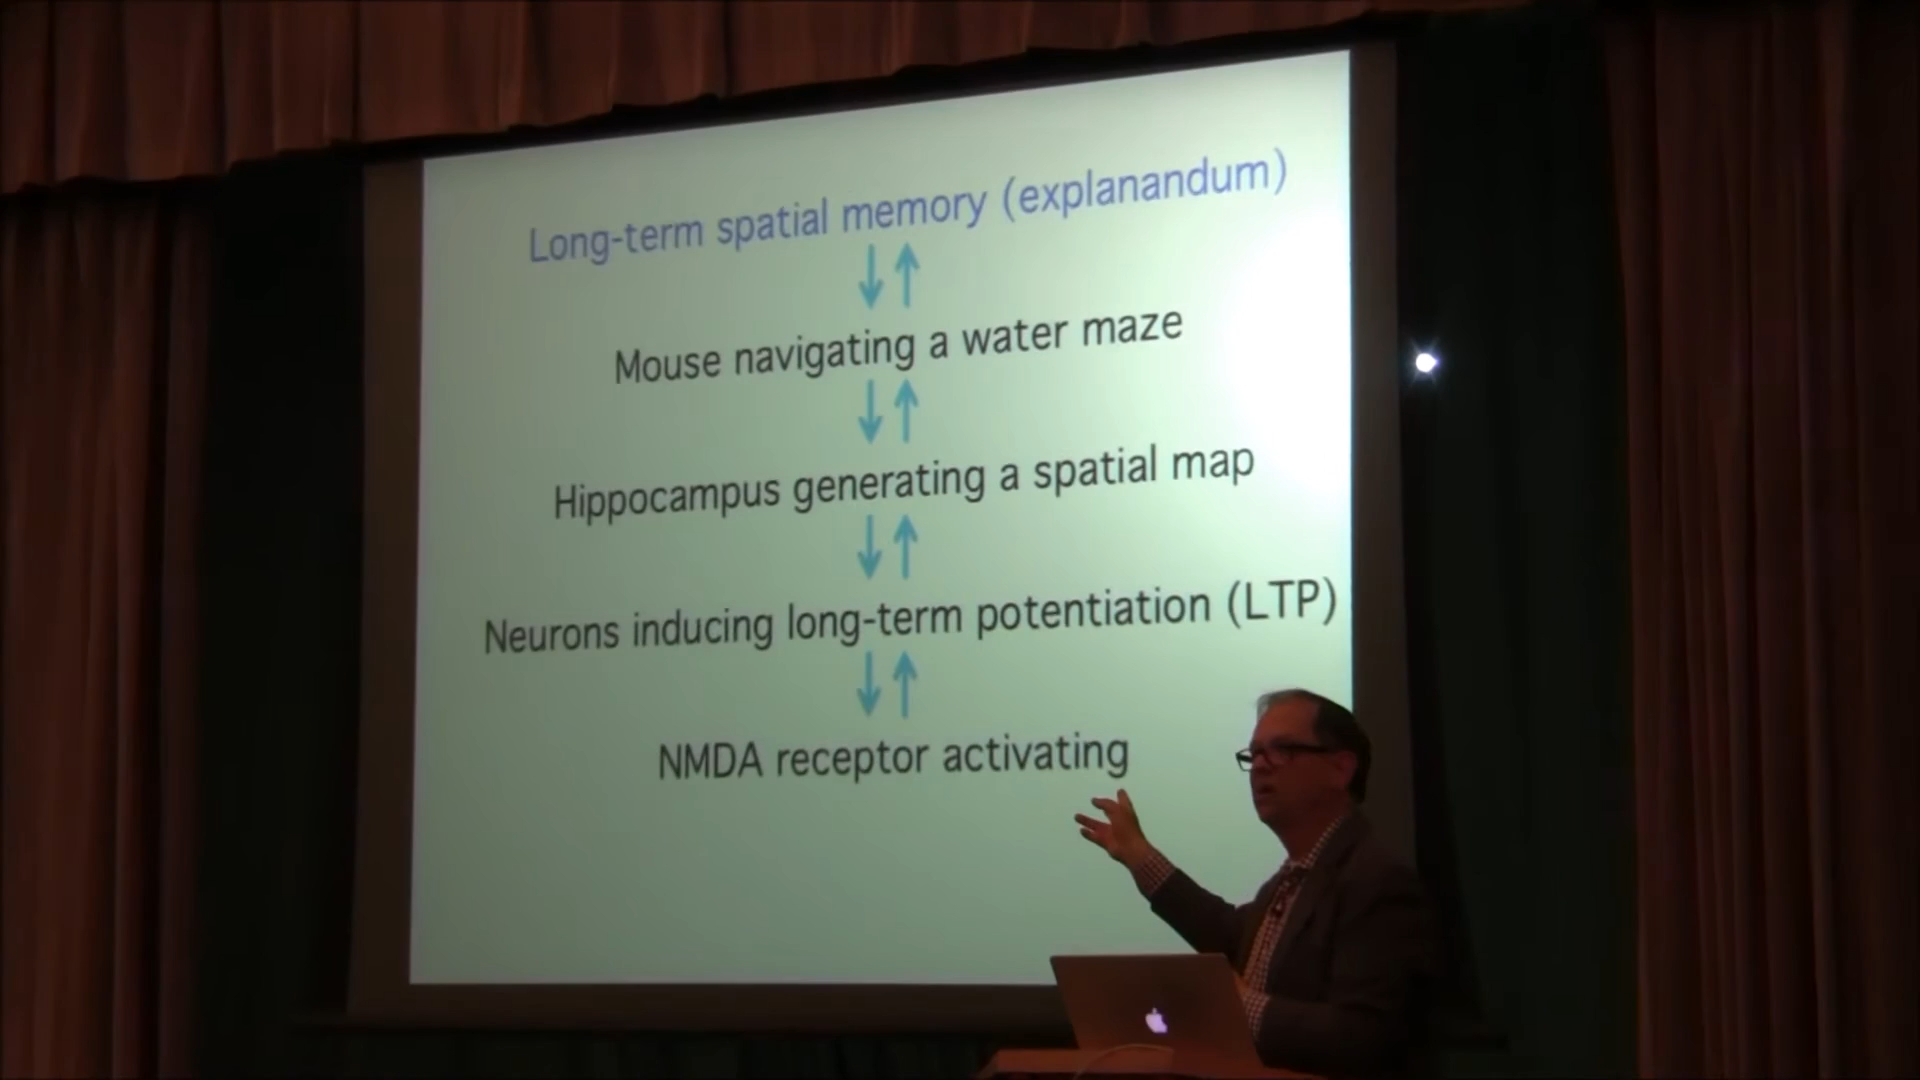 Long-term spatial memory (explanandum)
Mouse navigating a water maze
Hippocampus generating a spatial map
Neurons inducing long-term potentiation (LTP)
NMDA receptor activating